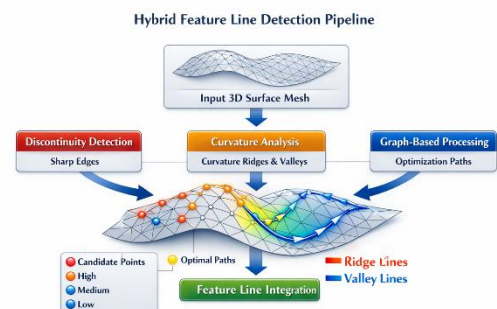 Hybrid Feature Line Detection Pipeline
Input 3D Surface Mesh
Discontinuity Detection
Sharp Edges
Curvature Analysis
Curvature Ridges & Valleys
Graph-Based Processing
Optimization Paths
Candidate Points
High
Medium
Low
Optimal Paths
Ridge Lines
Valley Lines
Feature Line Integration